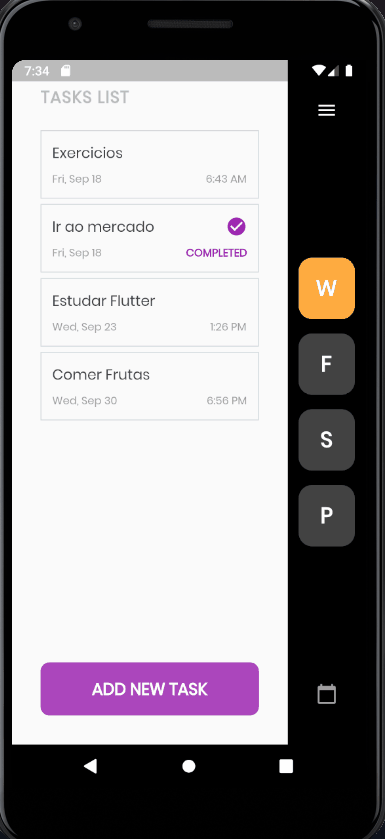 7:34
TASKS LIST
Exercicios
Fri, Sep 18 6:43 AM
Ir ao mercado
Fri, Sep 18 COMPLETED
Estudar Flutter
Wed, Sep 23 1:26 PM
Comer Frutas
Wed, Sep 30 6:56 PM
ADD NEW TASK
W
F
S
P